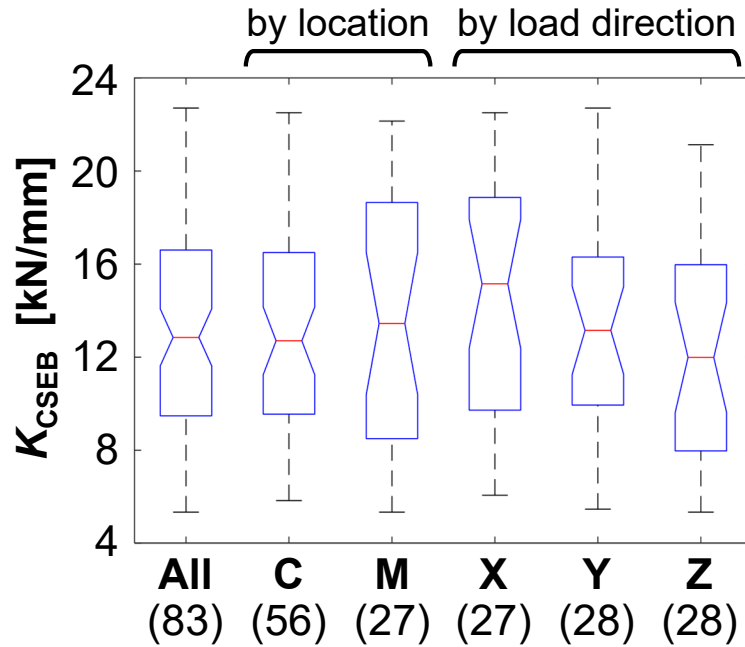 by location by load direction
24
20
16
12
8
4
K_CSEB [kN/mm]
All C M X Y Z
(83) (56) (27) (27) (28) (28)